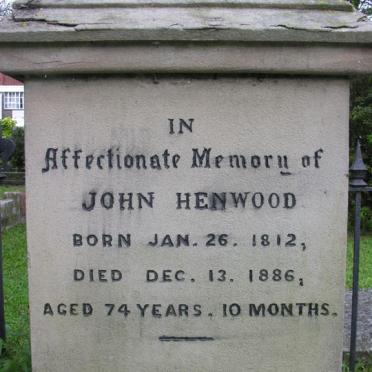 IN
Affectionate Memory of
JOHN HENWOOD
BORN JAN. 26. 1812,
DIED DEC. 13. 1886,
AGED 74 YEARS. 10 MONTHS.